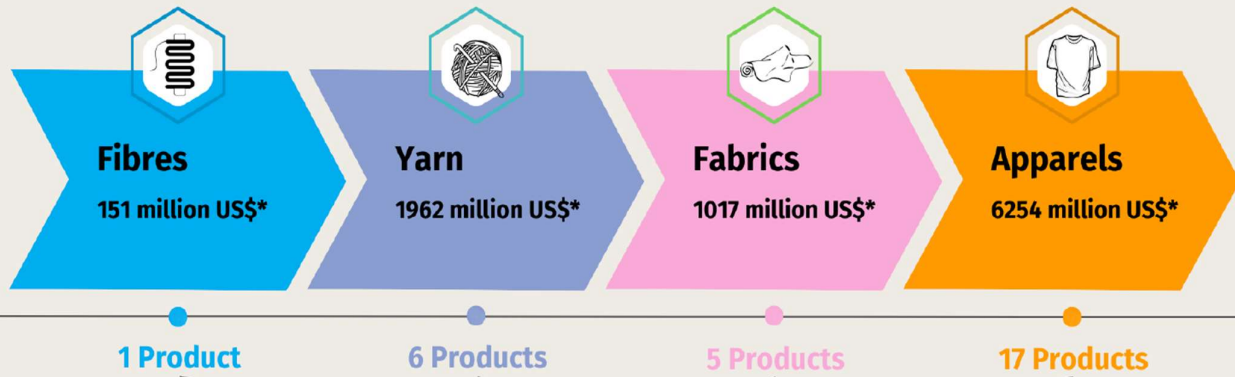 Fibres
151 million US$*
Yarn
1962 million US$*
Fabrics
1017 million US$*
Apparels
6254 million US$*
1 Product
6 Products
5 Products
17 Products